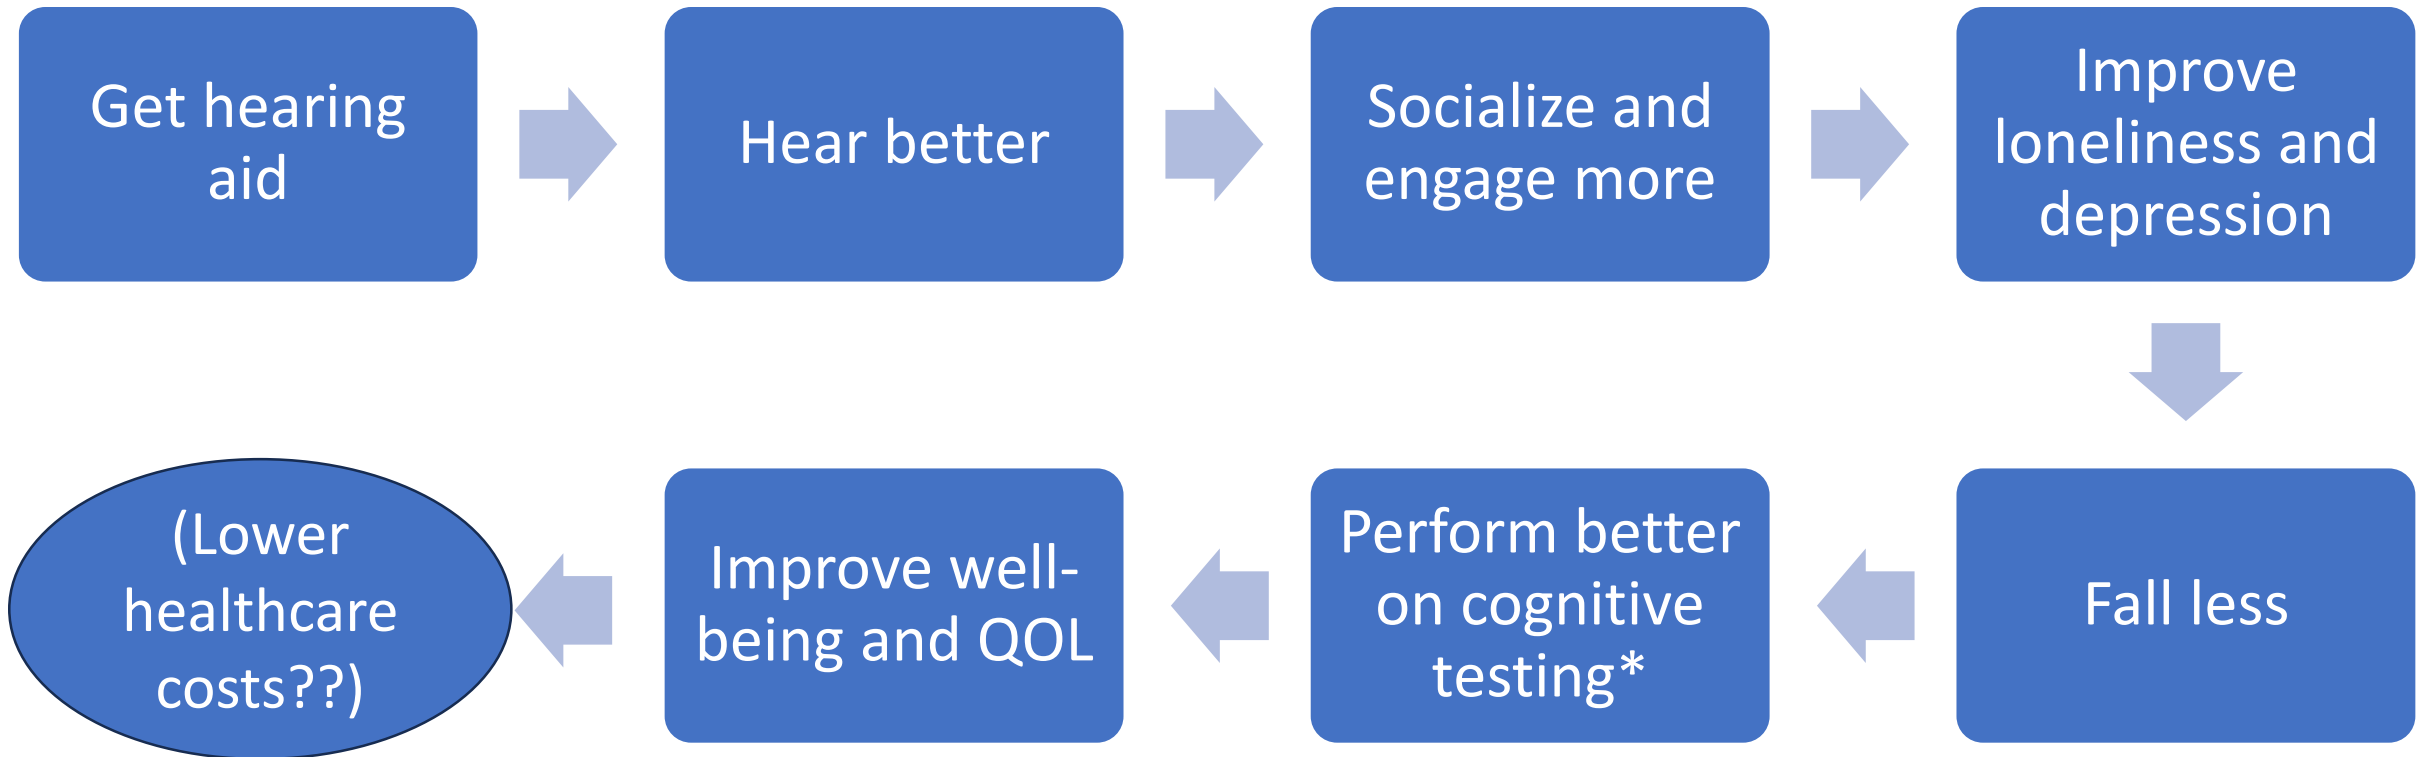 Get hearing
aid
Hear better
Socialize and
engage more
Improve
loneliness and
depression
Fall less
Perform better
on cognitive
testing*
Improve well-
being and QOL
(Lower
healthcare
costs??)